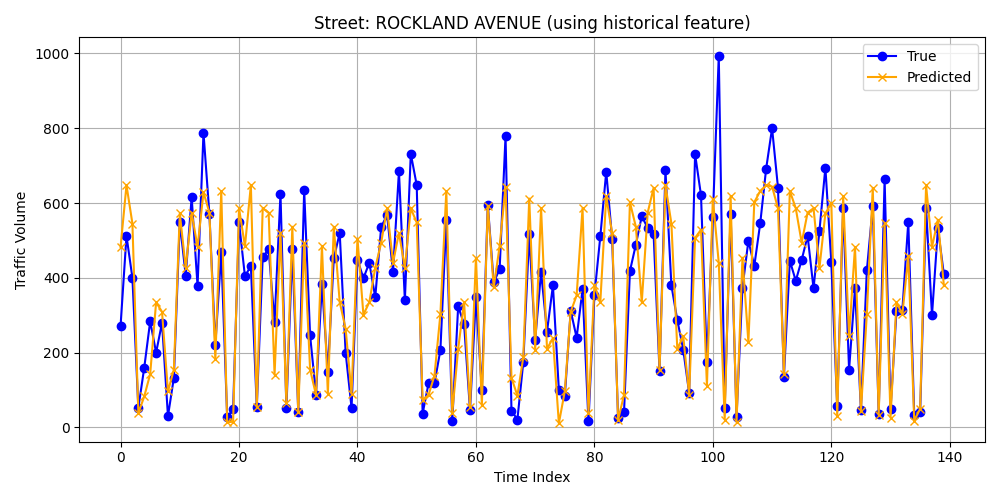 Street: ROCKLAND AVENUE (using historical feature)
True
Predicted
Traffic Volume
1000
800
600
400
200
0
0 20 40 60 80 100 120 140
Time Index